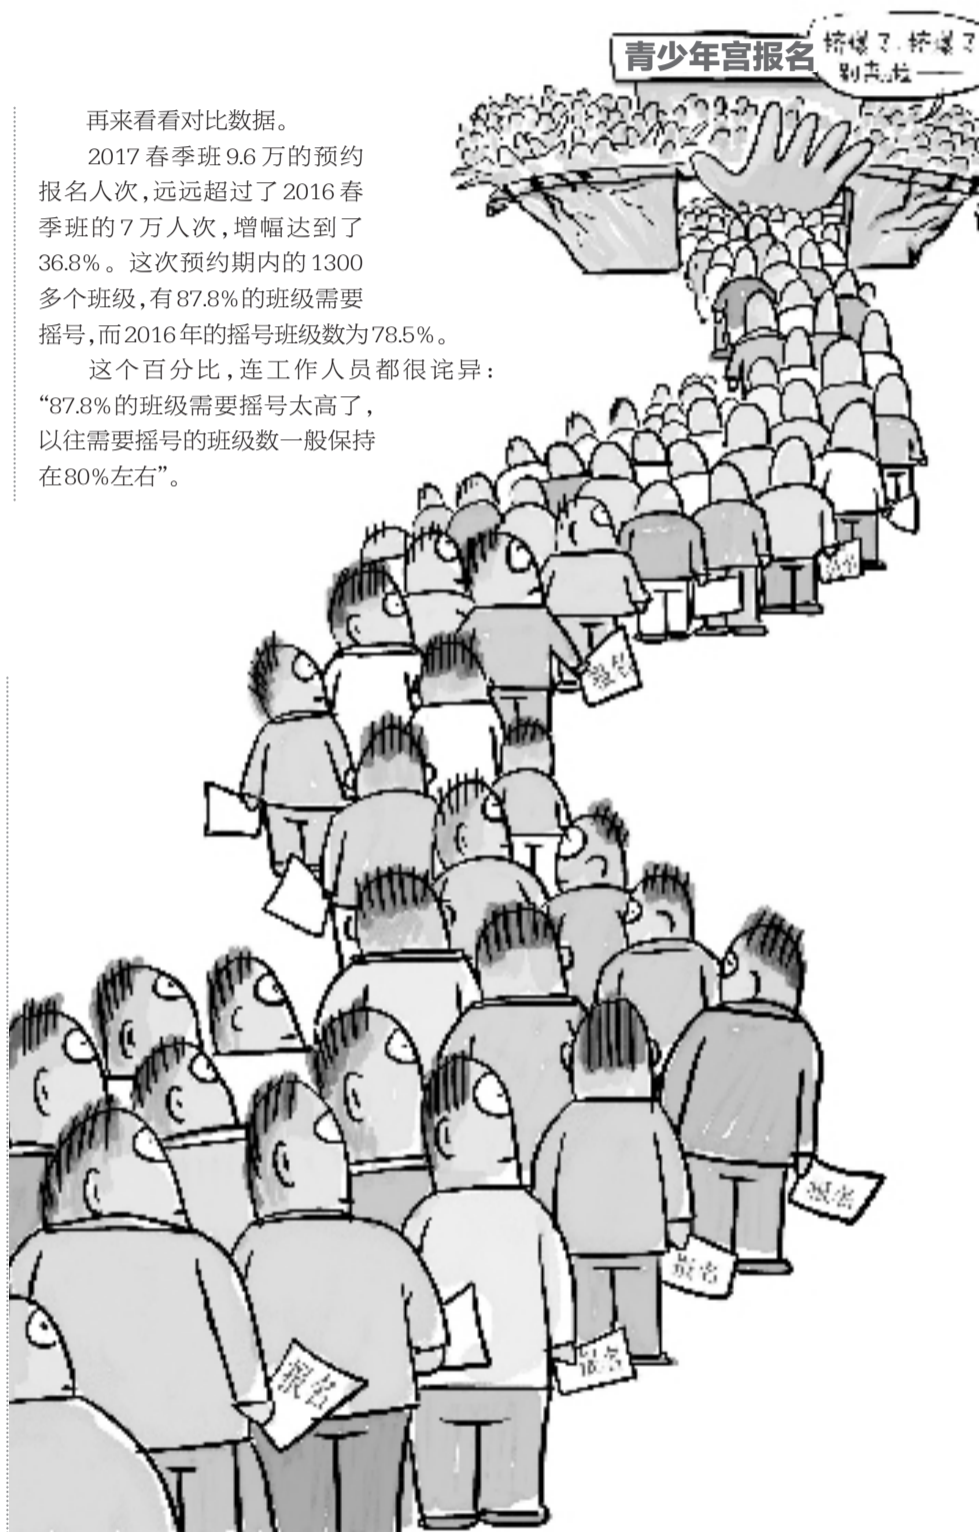 青少年宫报名
挤爆了，挤爆了
别来啦——
再来看看对比数据。
2017春季班9.6万的预约
报名人次，远远超过了2016春
季班的7万人次，增幅达到了
36.8%。这次预约期内的1300
多个班级，有87.8%的班级需要
摇号，而2016年的摇号班级数为78.5%。
这个百分比，连工作人员都很诧异：
“87.8%的班级需要摇号太高了，
以往需要摇号的班级数一般保持
在80%左右”。
报名
报名
报名
报名
报名
报名